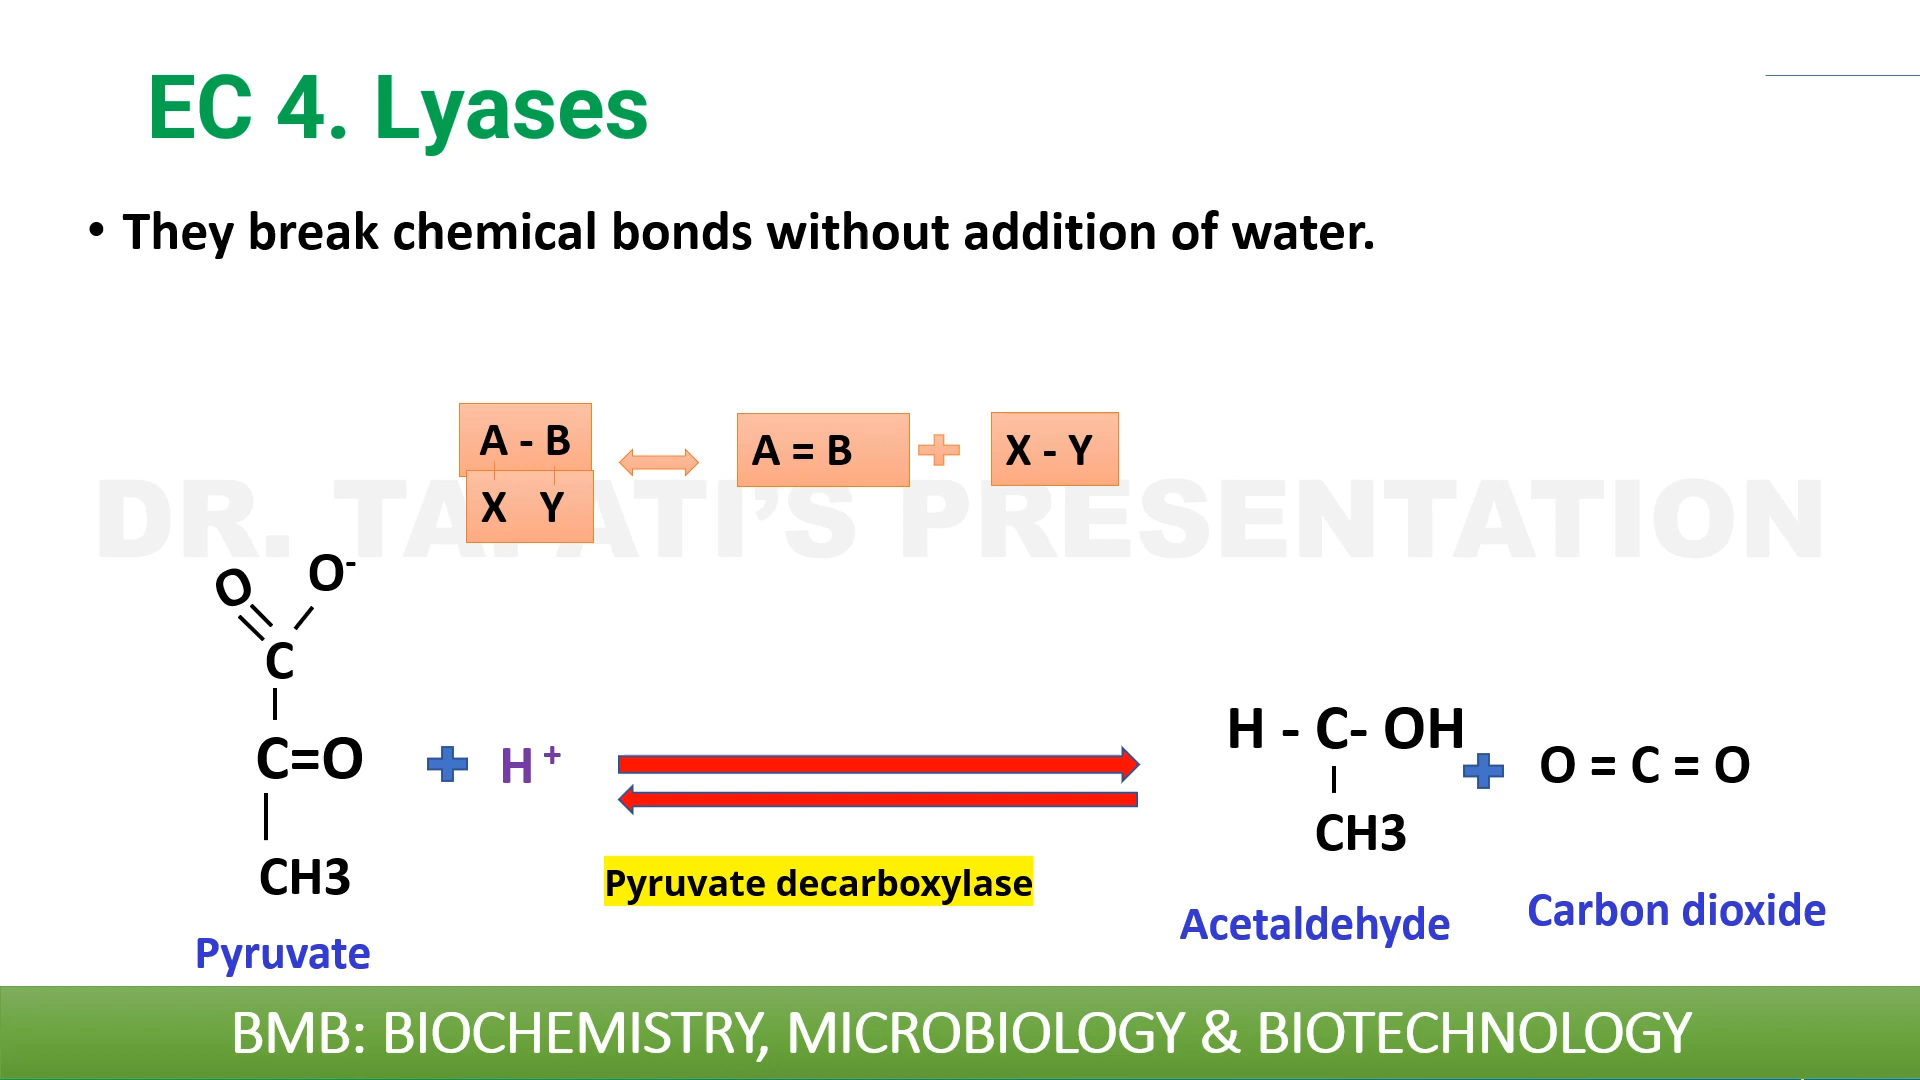 EC 4. Lyases
• They break chemical bonds without addition of water.
A - B
X Y
A = B
X - Y
DR. TAPATI'S PRESENTATION
O O-
C
C=O
CH3
Pyruvate
H +
Pyruvate decarboxylase
H - C- OH
CH3
Acetaldehyde
O = C = O
Carbon dioxide
BMB: BIOCHEMISTRY, MICROBIOLOGY & BIOTECHNOLOGY